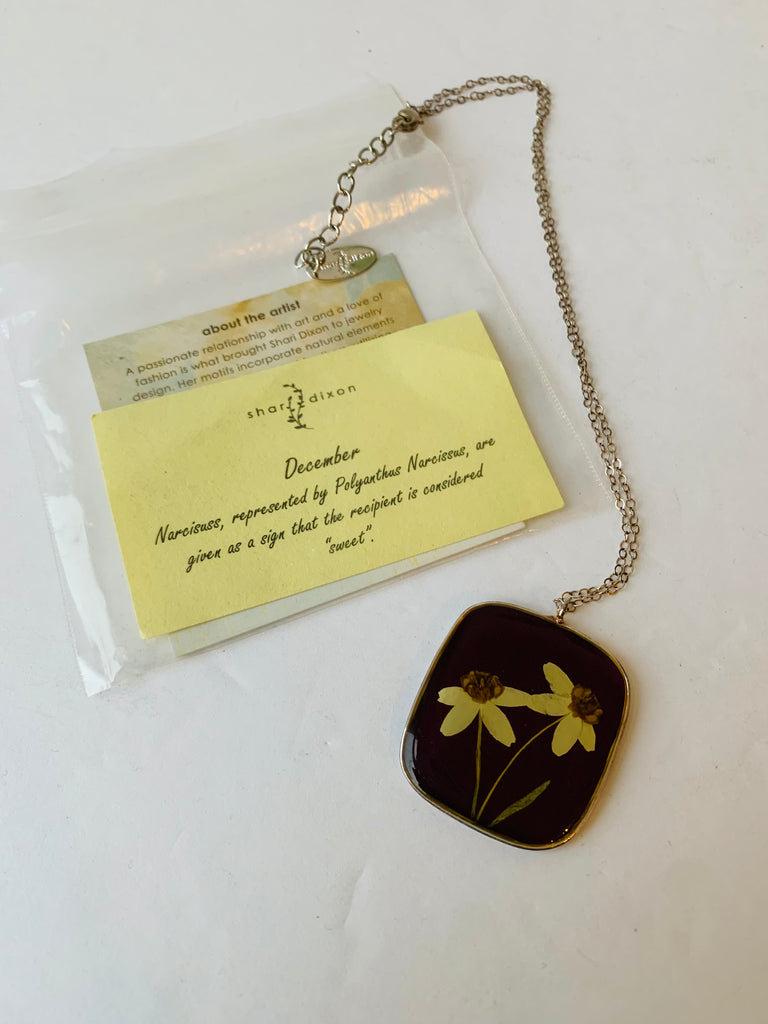 about the artist
A passionate relationship with art and a love of
fashion is what brought Shari Dixon to jewelry
design. Her motifs incorporate natural elements
shari dixon
December
Narcisuss, represented by Polyanthus Narcissus, are
given as a sign that the recipient is considered
"sweet".